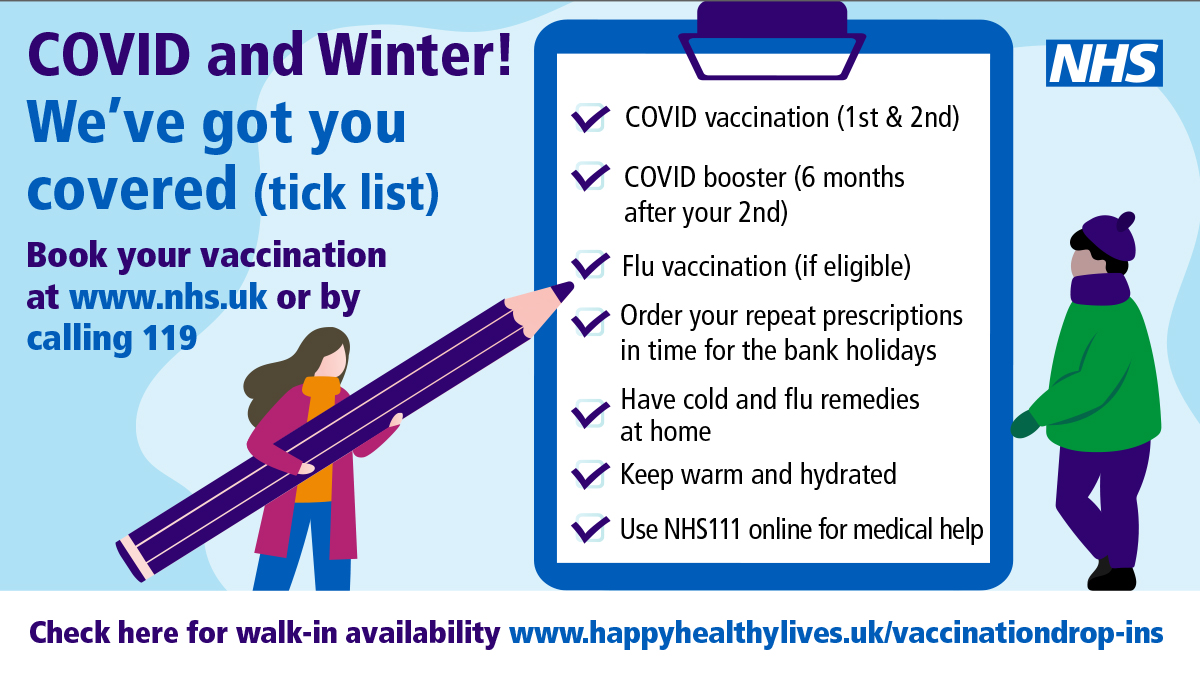 COVID and Winter!
We've got you
covered (tick list)
Book your vaccination
at www.nhs.uk or by
calling 119
NHS
COVID vaccination (1st & 2nd)
COVID booster (6 months
after your 2nd)
Flu vaccination (if eligible)
Order your repeat prescriptions
in time for the bank holidays
Have cold and flu remedies
at home
Keep warm and hydrated
Use NHS111 online for medical help
Check here for walk-in availability www.happyhealthylives.uk/vaccinationdrop-ins